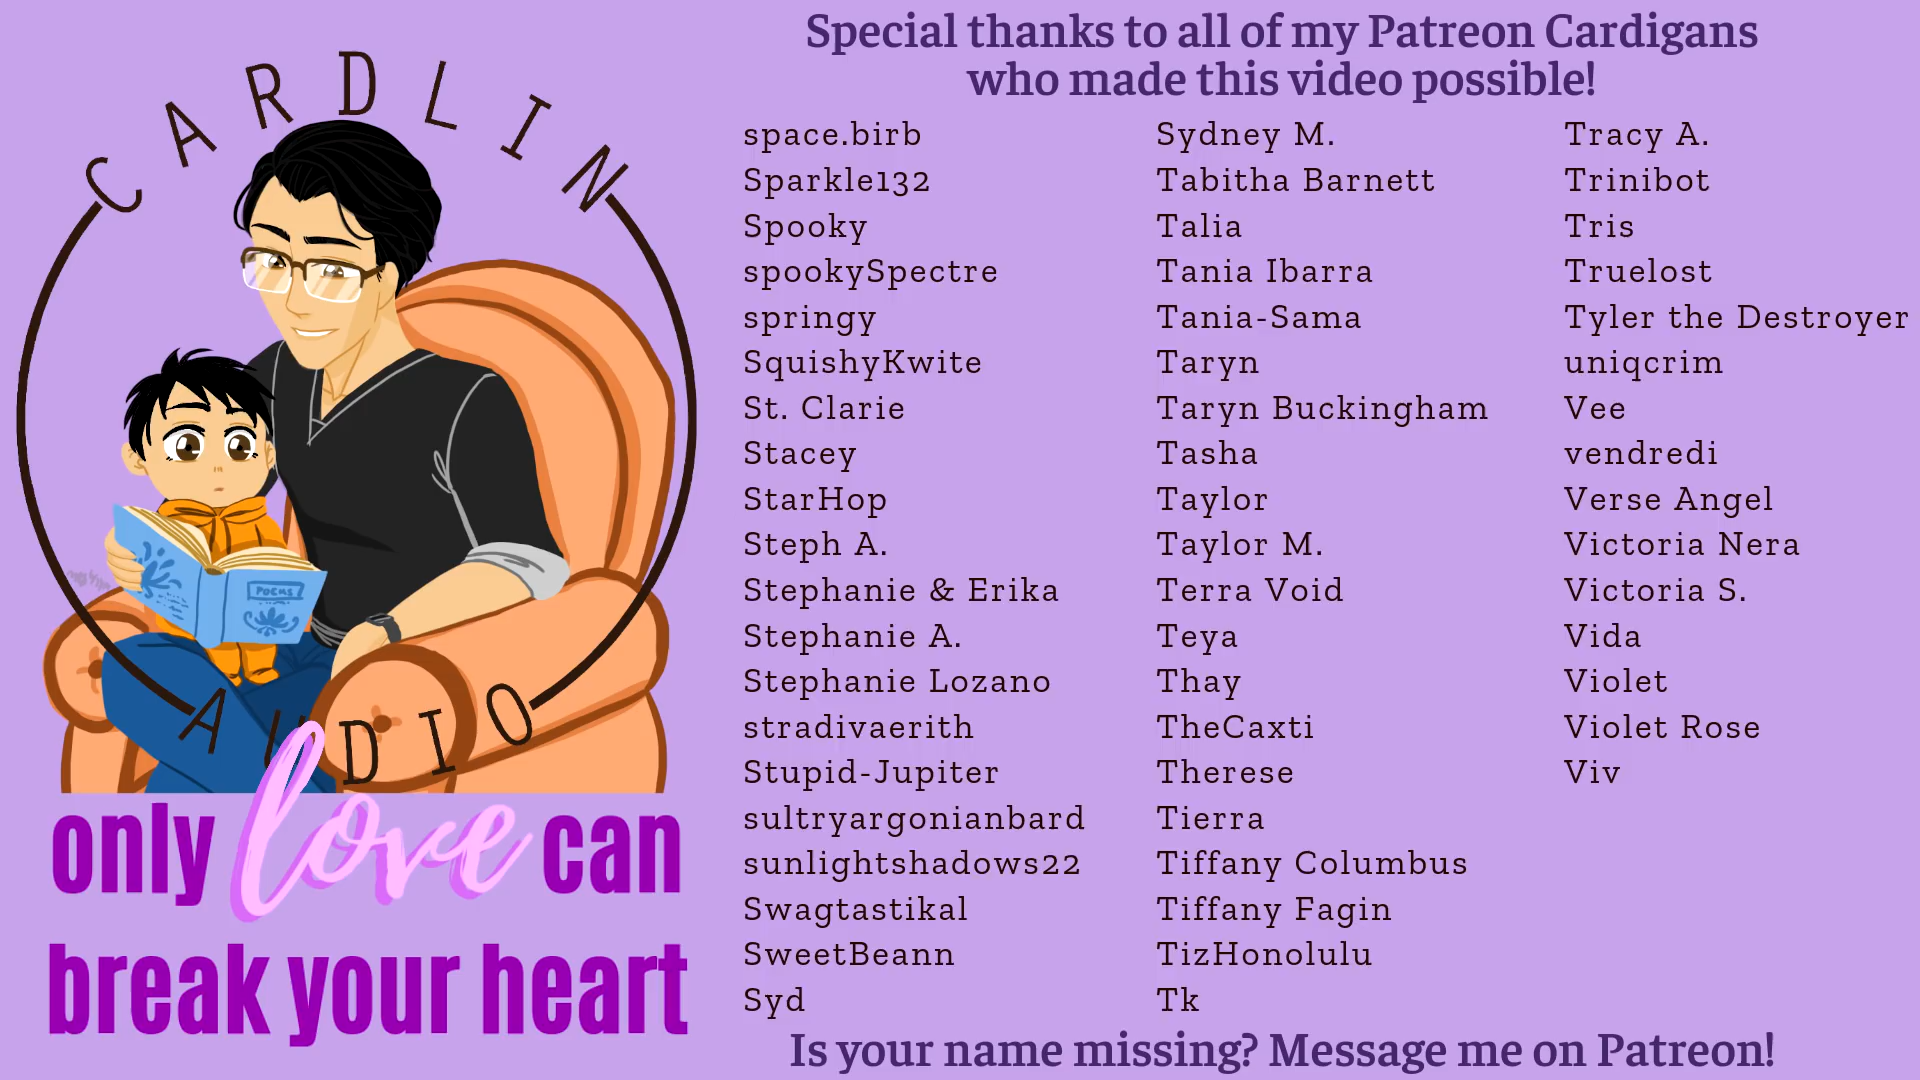 CARDLIN
AUDIO
POEMS
only love can
break your heart
Special thanks to all of my Patreon Cardigans
who made this video possible!
space.birb
Sparkle132
Spooky
spookySpectre
springy
SquishyKwite
St. Clarie
Stacey
StarHop
Steph A.
Stephanie & Erika
Stephanie A.
Stephanie Lozano
stradivaerith
Stupid-Jupiter
sultryargonianbard
sunlightshadows22
Swagtastikal
SweetBeann
Syd
Sydney M.
Tabitha Barnett
Talia
Tania Ibarra
Tania-Sama
Taryn
Taryn Buckingham
Tasha
Taylor
Taylor M.
Terra Void
Teya
Thay
TheCaxti
Therese
Tierra
Tiffany Columbus
Tiffany Fagin
TizHonolulu
Tk
Tracy A.
Trinibot
Tris
Truelost
Tyler the Destroyer
uniqcrim
Vee
vendredi
Verse Angel
Victoria Nera
Victoria S.
Vida
Violet
Violet Rose
Viv
Is your name missing? Message me on Patreon!